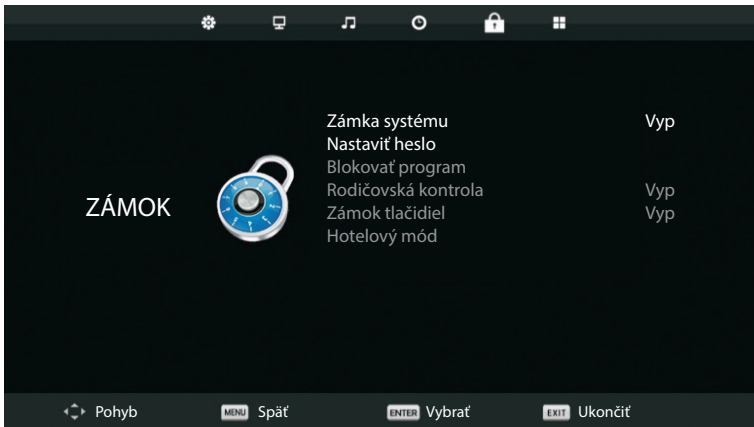 Zámka systému Vyp
Nastaviť heslo
Blokovať program
Rodičovská kontrola Vyp
Zámok tlačidiel Vyp
Hotelový mód
ZÁMOK
Pohyb MENU Späť ENTER Vybrať EXIT Ukončiť